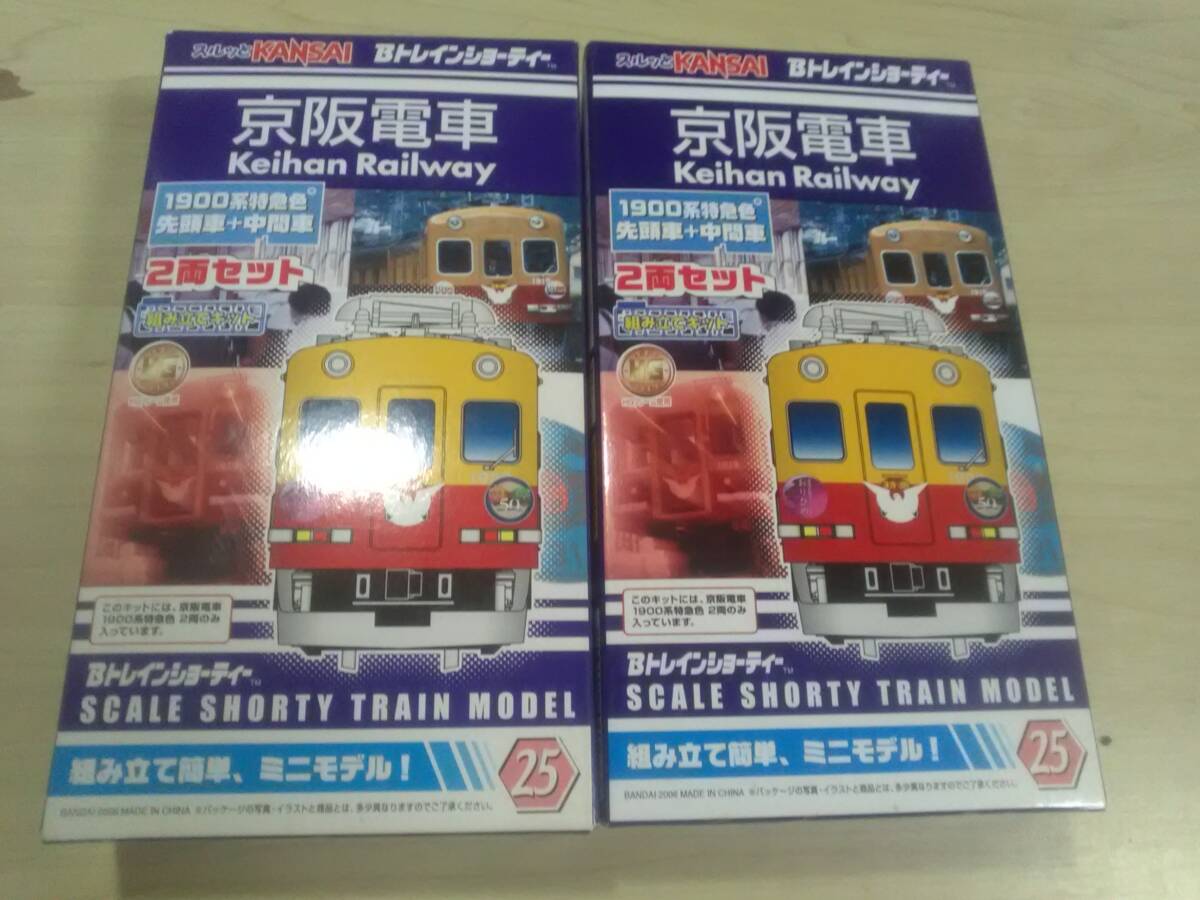 スルッとKANSAI Bトレインショーティー™
京阪電車
Keihan Railway
1900系特急色
先頭車+中間車
2両セット
組み立てキット
50
このキットには、京阪電車
1900系特急色 2両のみ
入っています。
Bトレインショーティー™
SCALE SHORTY TRAIN MODEL
組み立て簡単、ミニモデル!
25
BANDAI 2006 MADE IN CHINA ※パッケージの写真・イラストと商品とは、多少異なりますのでご了承ください。
スルッとKANSAI Bトレインショーティー™
京阪電車
Keihan Railway
1900系特急色
先頭車+中間車
2両セット
組み立てキット
50
このキットには、京阪電車
1900系特急色 2両のみ
入っています。
Bトレインショーティー™
SCALE SHORTY TRAIN MODEL
組み立て簡単、ミニモデル!
25
BANDAI 2006 MADE IN CHINA ※パッケージの写真・イラストと商品とは、多少異なりますのでご了承ください。